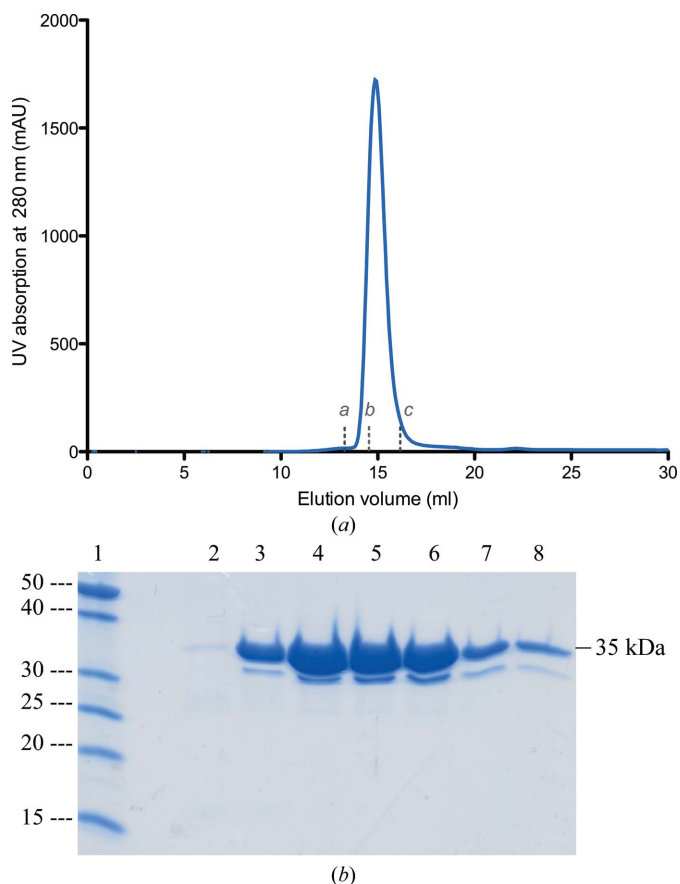 2000
1500
1000
500
0
UV absorption at 280 nm (mAU)
a b c
0 5 10 15 20 25 30
Elution volume (ml)
(a)
1 2 3 4 5 6 7 8
50 ---
40 ---
35 kDa
30 ---
25 ---
20 ---
15 ---
(b)